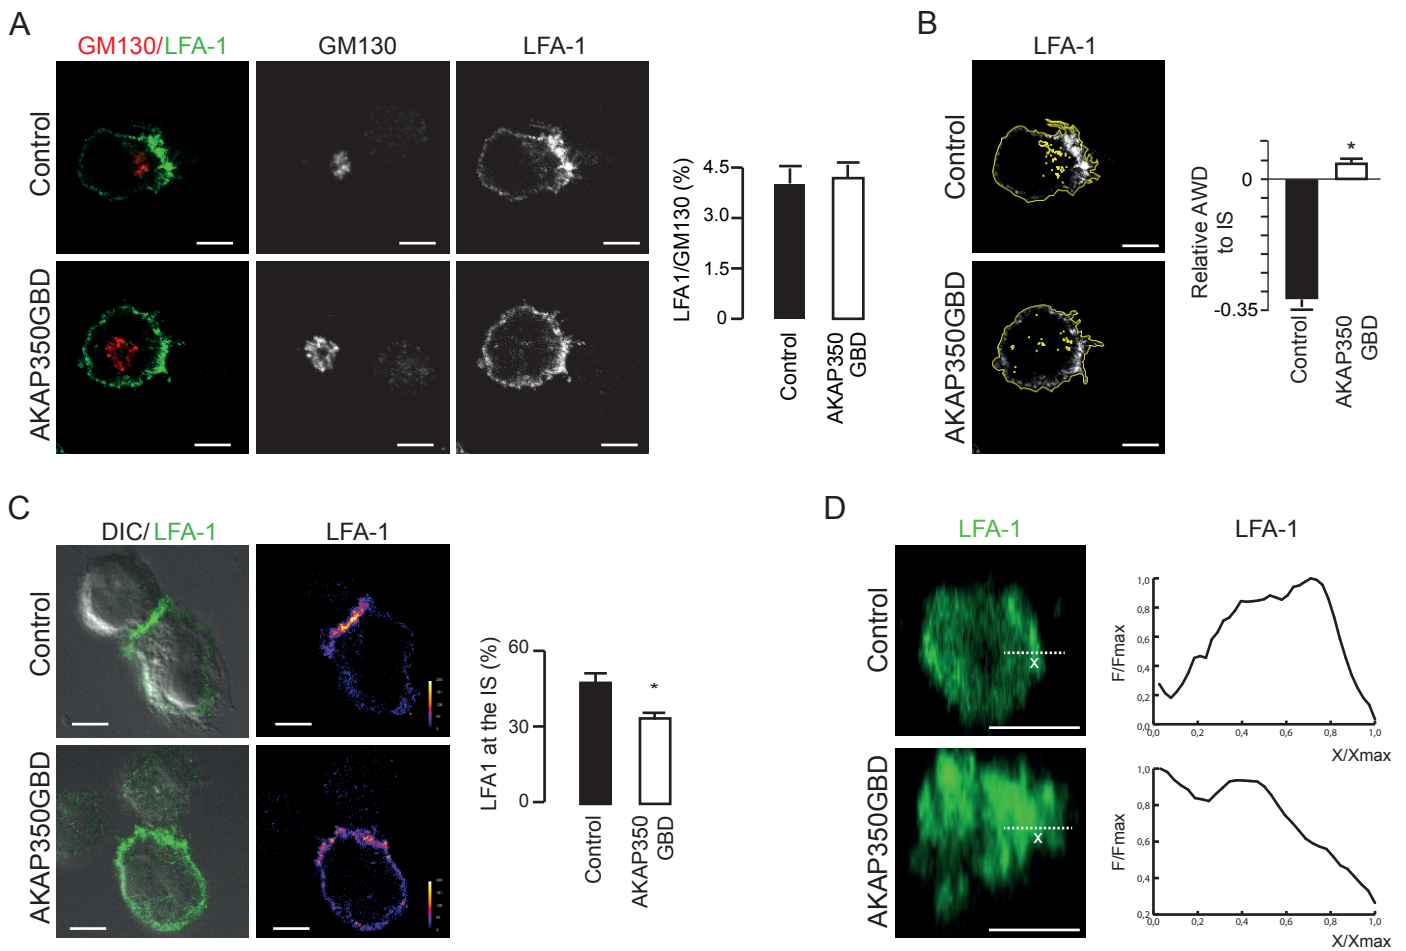 A
GM130/LFA-1
GM130
LFA-1
Control
AKAP350GBD
LFA1/GM130 (%)
4.5
3.0
1.5
0
Control
AKAP350
GBD
B
LFA-1
Control
AKAP350GBD
Relative AWD
to IS
0
-0.35
*
Control
AKAP350
GBD
C
DIC/LFA-1
LFA-1
Control
AKAP350GBD
LFA1 at the IS (%)
60
30
0
*
Control
AKAP350
GBD
D
LFA-1
LFA-1
Control
x
AKAP350GBD
x
F/Fmax
1,0
0,8
0,6
0,4
0,2
0,0
0,0 0,2 0,4 0,6 0,8 1,0
X/Xmax
F/Fmax
1,0
0,8
0,6
0,4
0,2
0,0 0,2 0,4 0,6 0,8 1,0
X/Xmax